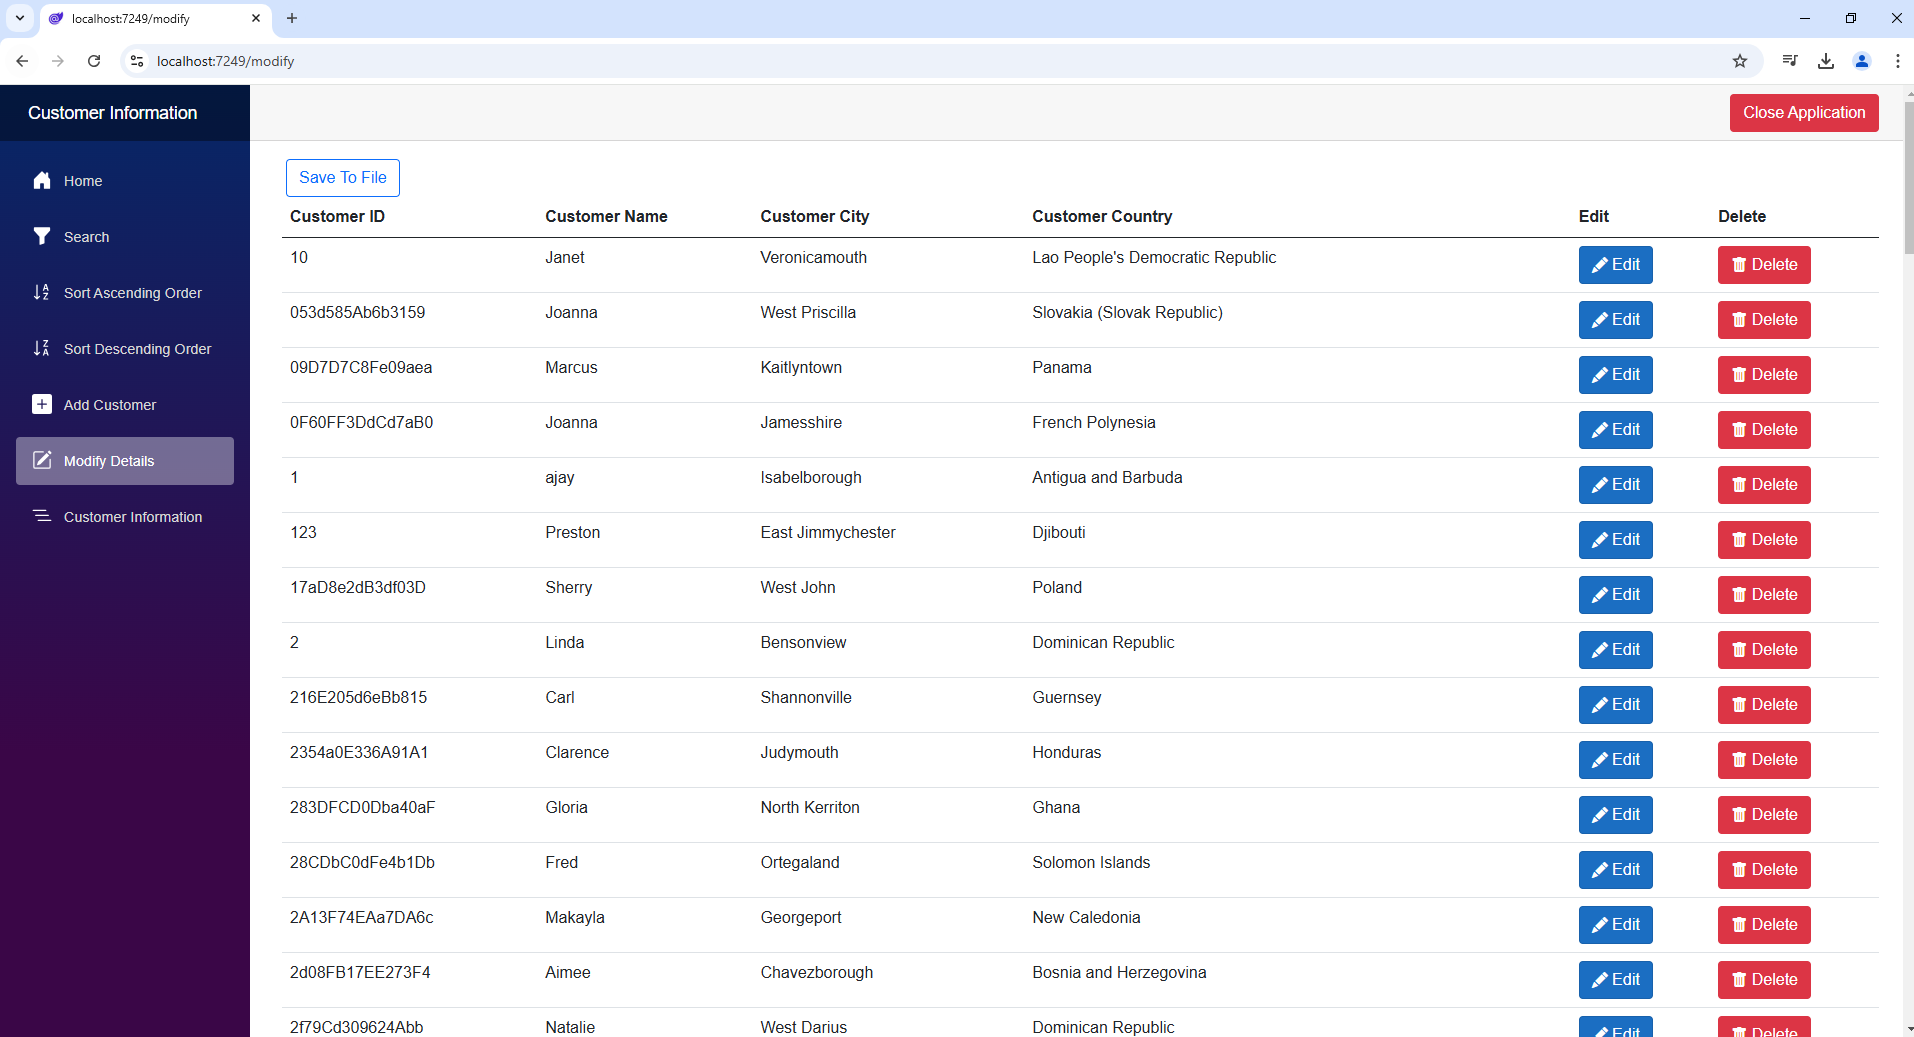 localhost:7249/modify
localhost:7249/modify
Customer Information
Close Application
Home
Search
Sort Ascending Order
Sort Descending Order
Add Customer
Modify Details
Customer Information
Save To File
Customer ID Customer Name Customer City Customer Country Edit Delete
10 Janet Veronicamouth Lao People's Democratic Republic Edit Delete
053d585Ab6b3159 Joanna West Priscilla Slovakia (Slovak Republic) Edit Delete
09D7D7C8Fe09aea Marcus Kaitlyntown Panama Edit Delete
0F60FF3DdCd7aB0 Joanna Jamesshire French Polynesia Edit Delete
1 ajay Isabelborough Antigua and Barbuda Edit Delete
123 Preston East Jimmychester Djibouti Edit Delete
17aD8e2dB3df03D Sherry West John Poland Edit Delete
2 Linda Bensonview Dominican Republic Edit Delete
216E205d6eBb815 Carl Shannonville Guernsey Edit Delete
2354a0E336A91A1 Clarence Judymouth Honduras Edit Delete
283DFCD0Dba40aF Gloria North Kerriton Ghana Edit Delete
28CDbC0dFe4b1Db Fred Ortegaland Solomon Islands Edit Delete
2A13F74EAa7DA6c Makayla Georgeport New Caledonia Edit Delete
2d08FB17EE273F4 Aimee Chavezborough Bosnia and Herzegovina Edit Delete
2f79Cd309624Abb Natalie West Darius Dominican Republic Edit Delete